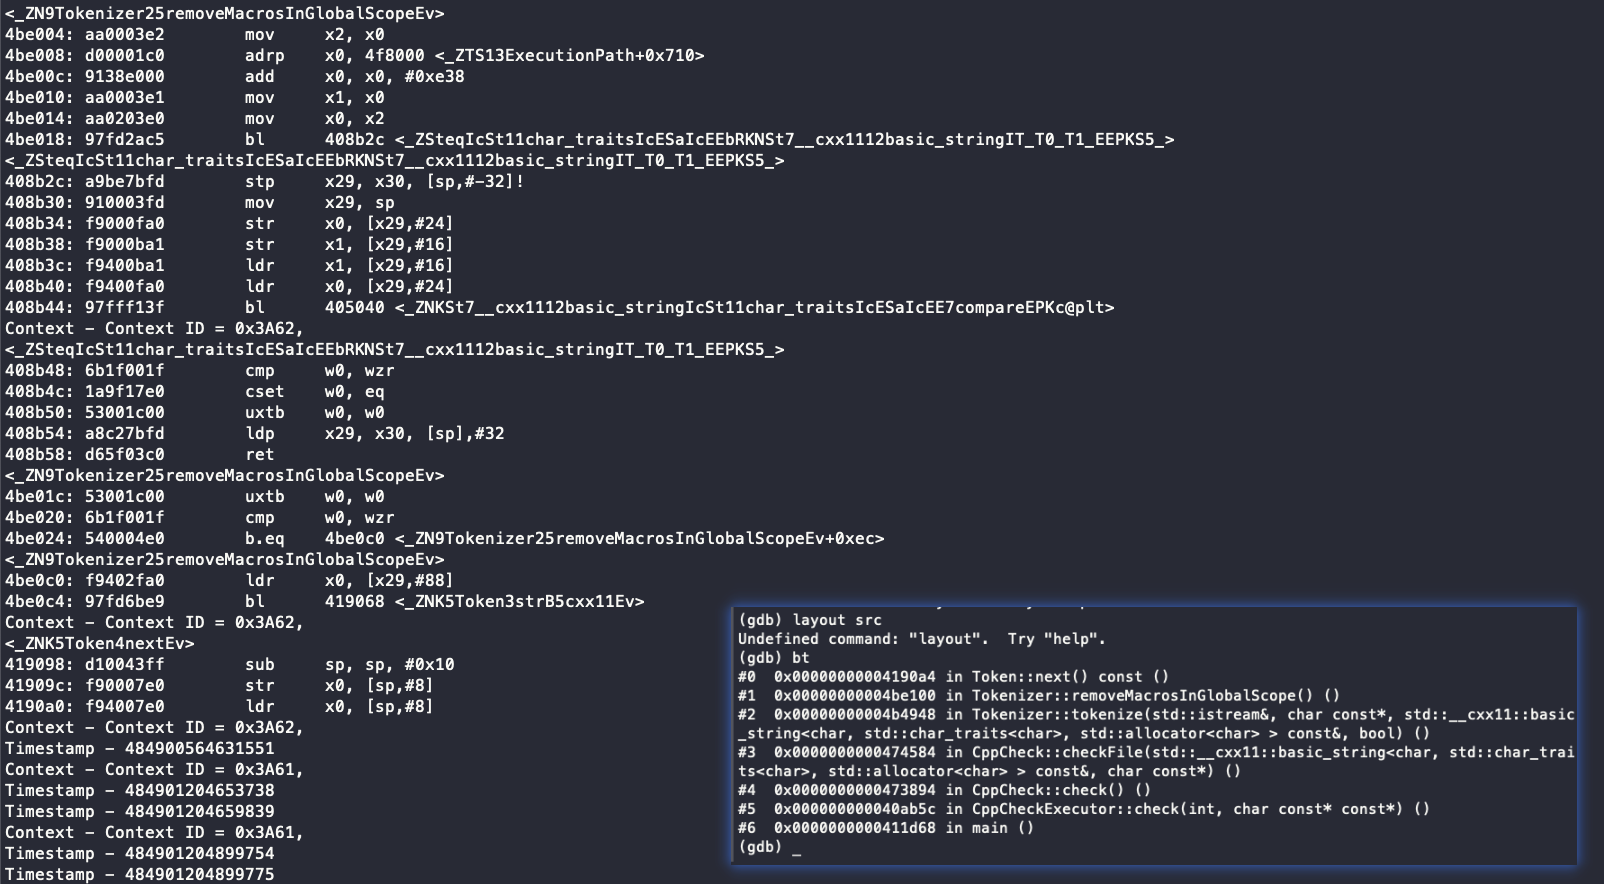 <_ZN9Tokenizer25removeMacrosInGlobalScopeEv>
4be004: aa0003e2 mov x2, x0
4be008: d00001c0 adrp x0, 4f8000 <_ZTS13ExecutionPath+0x710>
4be00c: 9138e000 add x0, x0, #0xe38
4be010: aa0003e1 mov x1, x0
4be014: aa0203e0 mov x0, x2
4be018: 97fd2ac5 bl 408b2c <_ZSteqIcSt11char_traitsIcESaIcEEbRKNSt7__cxx1112basic_stringIT_T0_T1_EEPKS5_>
<_ZSteqIcSt11char_traitsIcESaIcEEbRKNSt7__cxx1112basic_stringIT_T0_T1_EEPKS5_>
408b2c: a9be7bfd stp x29, x30, [sp,#-32]!
408b30: 910003fd mov x29, sp
408b34: f9000fa0 str x0, [x29,#24]
408b38: f9000ba1 str x1, [x29,#16]
408b3c: f9400ba1 ldr x1, [x29,#16]
408b40: f9400fa0 ldr x0, [x29,#24]
408b44: 97fff13f bl 405040 <_ZNKSt7__cxx1112basic_stringIcSt11char_traitsIcESaIcEE7compareEPKc@plt>
Context - Context ID = 0x3A62,
<_ZSteqIcSt11char_traitsIcESaIcEEbRKNSt7__cxx1112basic_stringIT_T0_T1_EEPKS5_>
408b48: 6b1f001f cmp w0, wzr
408b4c: 1a9f17e0 cset w0, eq
408b50: 53001c00 uxtb w0, w0
408b54: a8c27bfd ldp x29, x30, [sp],#32
408b58: d65f03c0 ret
<_ZN9Tokenizer25removeMacrosInGlobalScopeEv>
4be01c: 53001c00 uxtb w0, w0
4be020: 6b1f001f cmp w0, wzr
4be024: 540004e0 b.eq 4be0c0 <_ZN9Tokenizer25removeMacrosInGlobalScopeEv+0xec>
<_ZN9Tokenizer25removeMacrosInGlobalScopeEv>
4be0c0: f9402fa0 ldr x0, [x29,#88]
4be0c4: 97fd6be9 bl 419068 <_ZNK5Token3strB5cxx11Ev>
Context - Context ID = 0x3A62,
<_ZNK5Token4nextEv>
419098: d10043ff sub sp, sp, #0x10
41909c: f90007e0 str x0, [sp,#8]
4190a0: f94007e0 ldr x0, [sp,#8]
Context - Context ID = 0x3A62,
Timestamp - 484900564631551
Context - Context ID = 0x3A61,
Timestamp - 484901204653738
Timestamp - 484901204659839
Context - Context ID = 0x3A61,
Timestamp - 484901204899754
Timestamp - 484901204899775
(gdb) layout src
Undefined command: "layout". Try "help".
(gdb) bt
#0 0x00000000004190a4 in Token::next() const ()
#1 0x00000000004be100 in Tokenizer::removeMacrosInGlobalScope() ()
#2 0x00000000004b4948 in Tokenizer::tokenize(std::istream&, char const*, std::__cxx11::basic
_string<char, std::char_traits<char>, std::allocator<char> > const&, bool) ()
#3 0x0000000000474584 in CppCheck::checkFile(std::__cxx11::basic_string<char, std::char_trai
ts<char>, std::allocator<char> > const&, char const*) ()
#4 0x0000000000473894 in CppCheck::check() ()
#5 0x000000000040ab5c in CppCheckExecutor::check(int, char const* const*) ()
#6 0x0000000000411d68 in main ()
(gdb) _